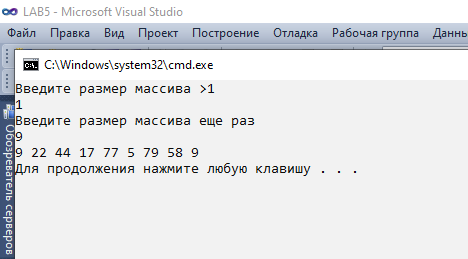 LAB5 - Microsoft Visual Studio
Файл Правка Вид Проект Построение Отладка Рабочая группа Данны
C:\Windows\system32\cmd.exe
Введите размер массива >1
1
Введите размер массива еще раз
9
9 22 44 17 77 5 79 58 9
Для продолжения нажмите любую клавишу . . .
Обозреватель серверов